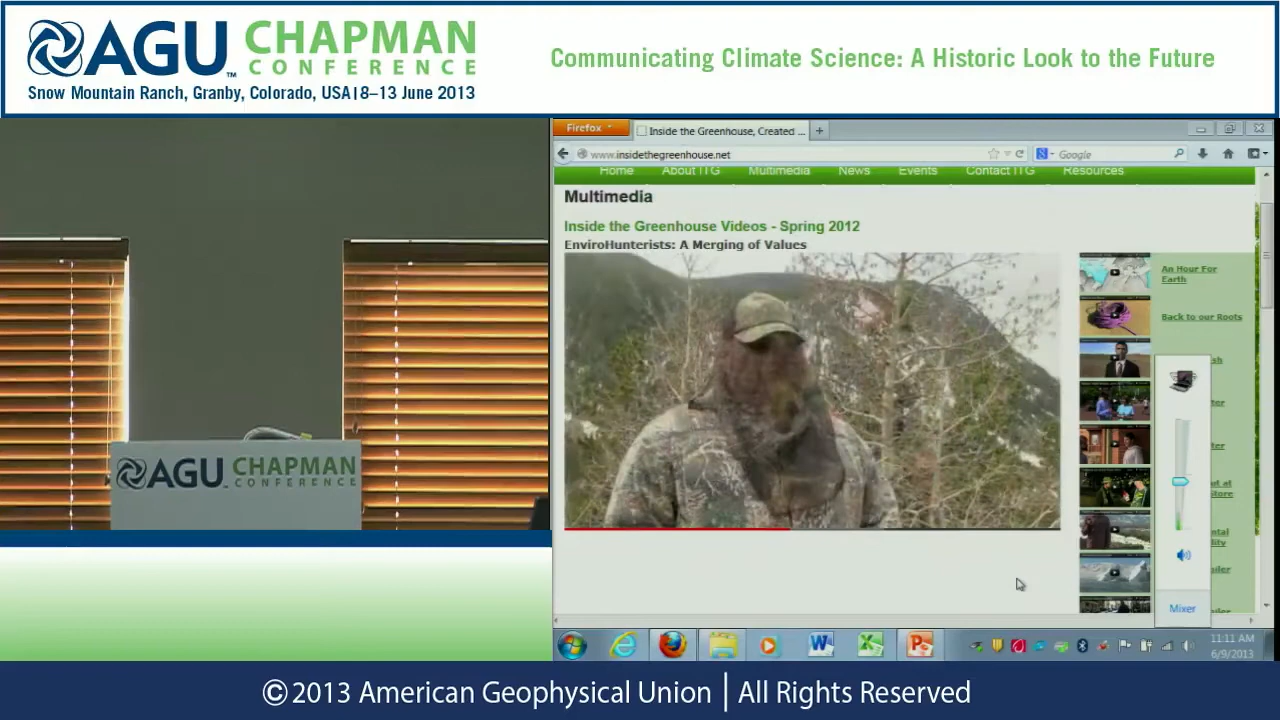 AGU™ CHAPMAN
CONFERENCE
Snow Mountain Ranch, Granby, Colorado, USA|8–13 June 2013
Communicating Climate Science: A Historic Look to the Future
Firefox
Inside the Greenhouse, Created ...
www.insidethegreenhouse.net
Google
Home About ITG Multimedia News Events Contact ITG Resources
Multimedia
Inside the Greenhouse Videos - Spring 2012
EnviroHunterists: A Merging of Values
An Hour For
Earth
Back to our Roots
Mixer
AGU™ CHAPMAN
CONFERENCE
11:11 AM
6/9/2013
©2013 American Geophysical Union | All Rights Reserved